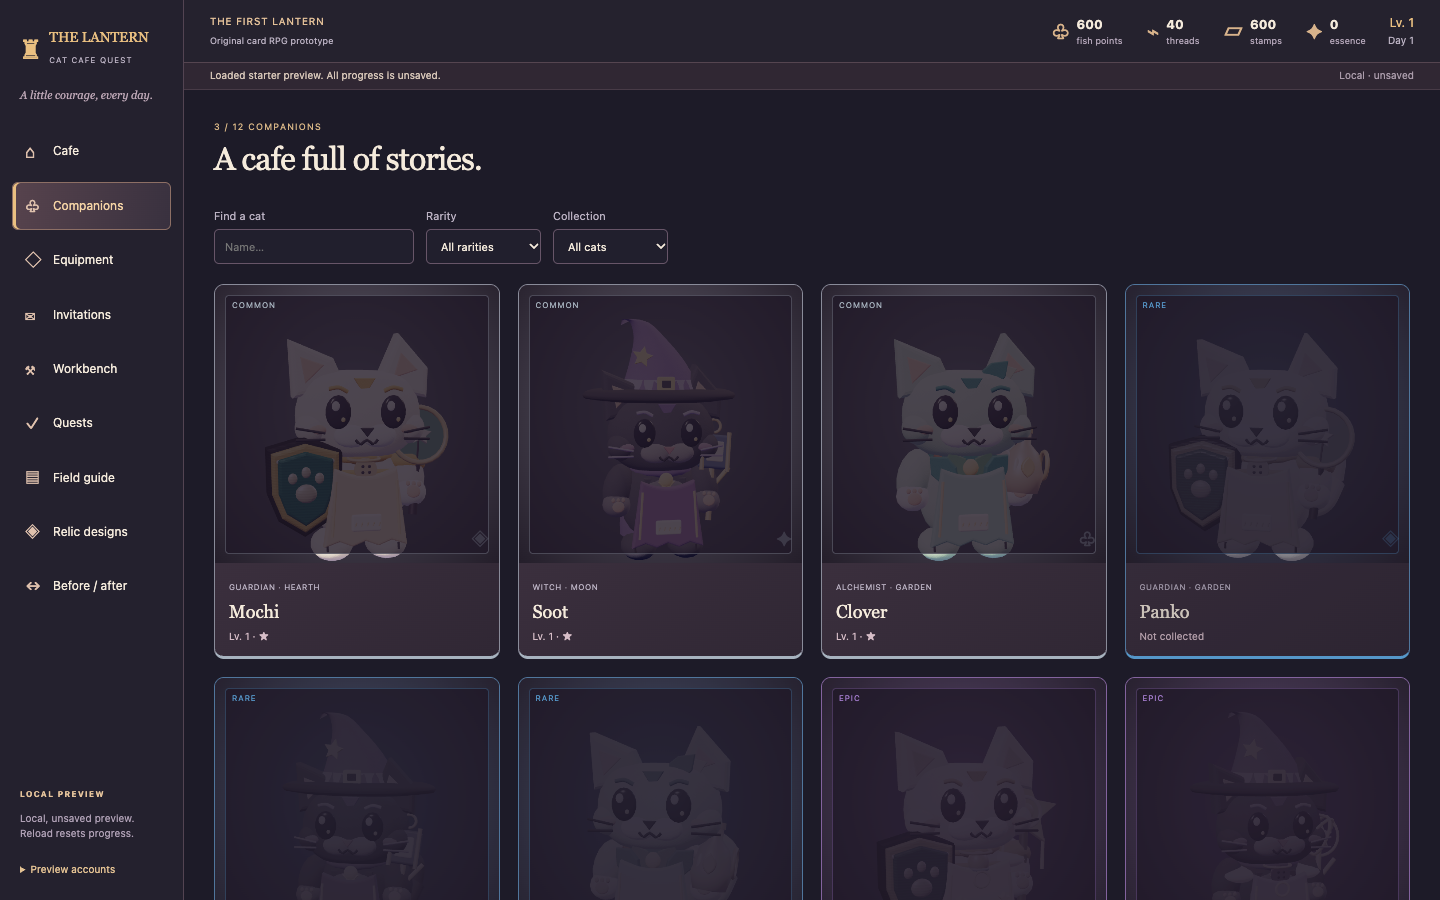 THE LANTERN
CAT CAFE QUEST
A little courage, every day.
Cafe
Companions
Equipment
Invitations
Workbench
Quests
Field guide
Relic designs
Before / after
LOCAL PREVIEW
Local, unsaved preview.
Reload resets progress.
Preview accounts
THE FIRST LANTERN
Original card RPG prototype
600
fish points
40
threads
600
stamps
0
essence
Lv. 1
Day 1
Loaded starter preview. All progress is unsaved.
Local · unsaved
3 / 12 COMPANIONS
A cafe full of stories.
Find a cat
Rarity
Collection
Name...
All rarities
All cats
COMMON
GUARDIAN · HEARTH
Mochi
Lv. 1 · ★
COMMON
WITCH · MOON
Soot
Lv. 1 · ★
COMMON
ALCHEMIST · GARDEN
Clover
Lv. 1 · ★
RARE
GUARDIAN · GARDEN
Panko
Not collected
RARE
RARE
EPIC
EPIC